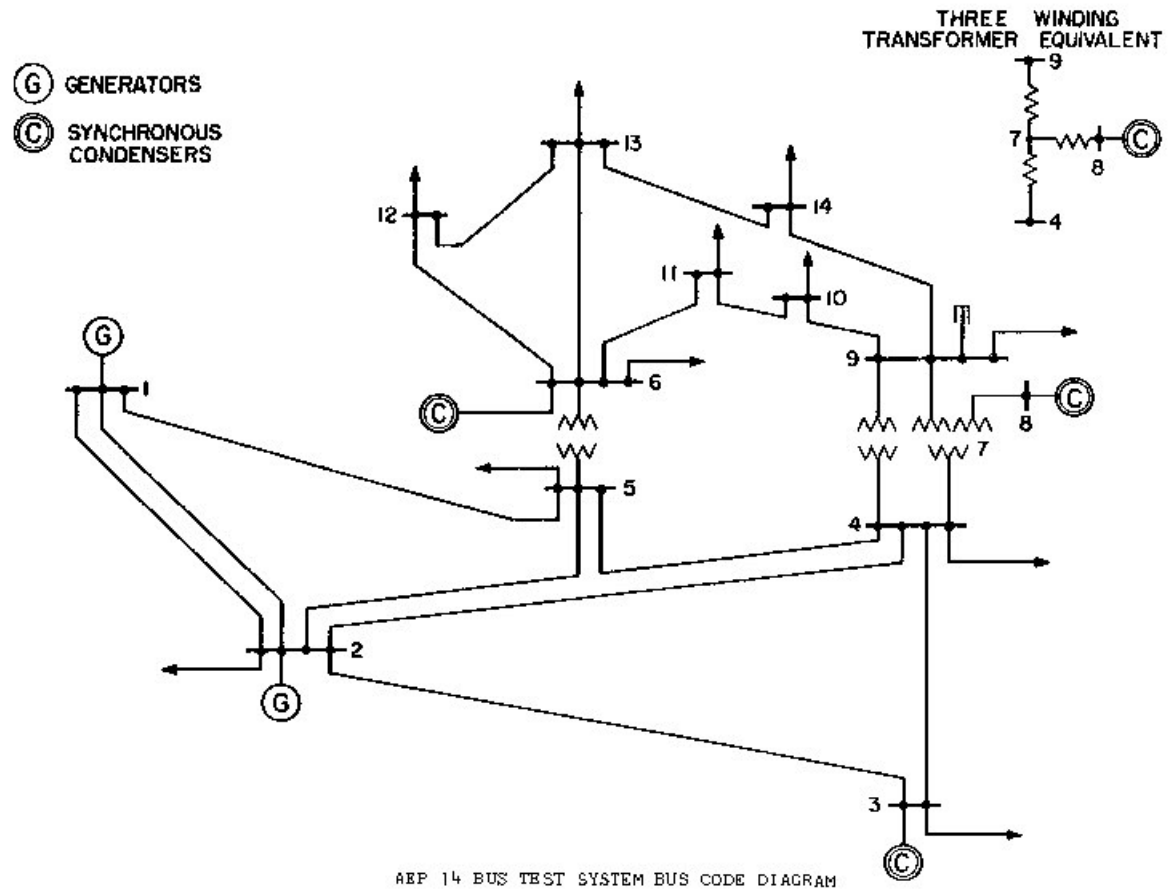 THREE WINDING
TRANSFORMER EQUIVALENT
9
G GENERATORS
C SYNCHRONOUS
CONDENSERS
13
7
C
8
12
14
4
11
10
G
1
9
6
C
8
C
7
5
4
2
G
3
C
AEP 14 BUS TEST SYSTEM BUS CODE DIAGRAM